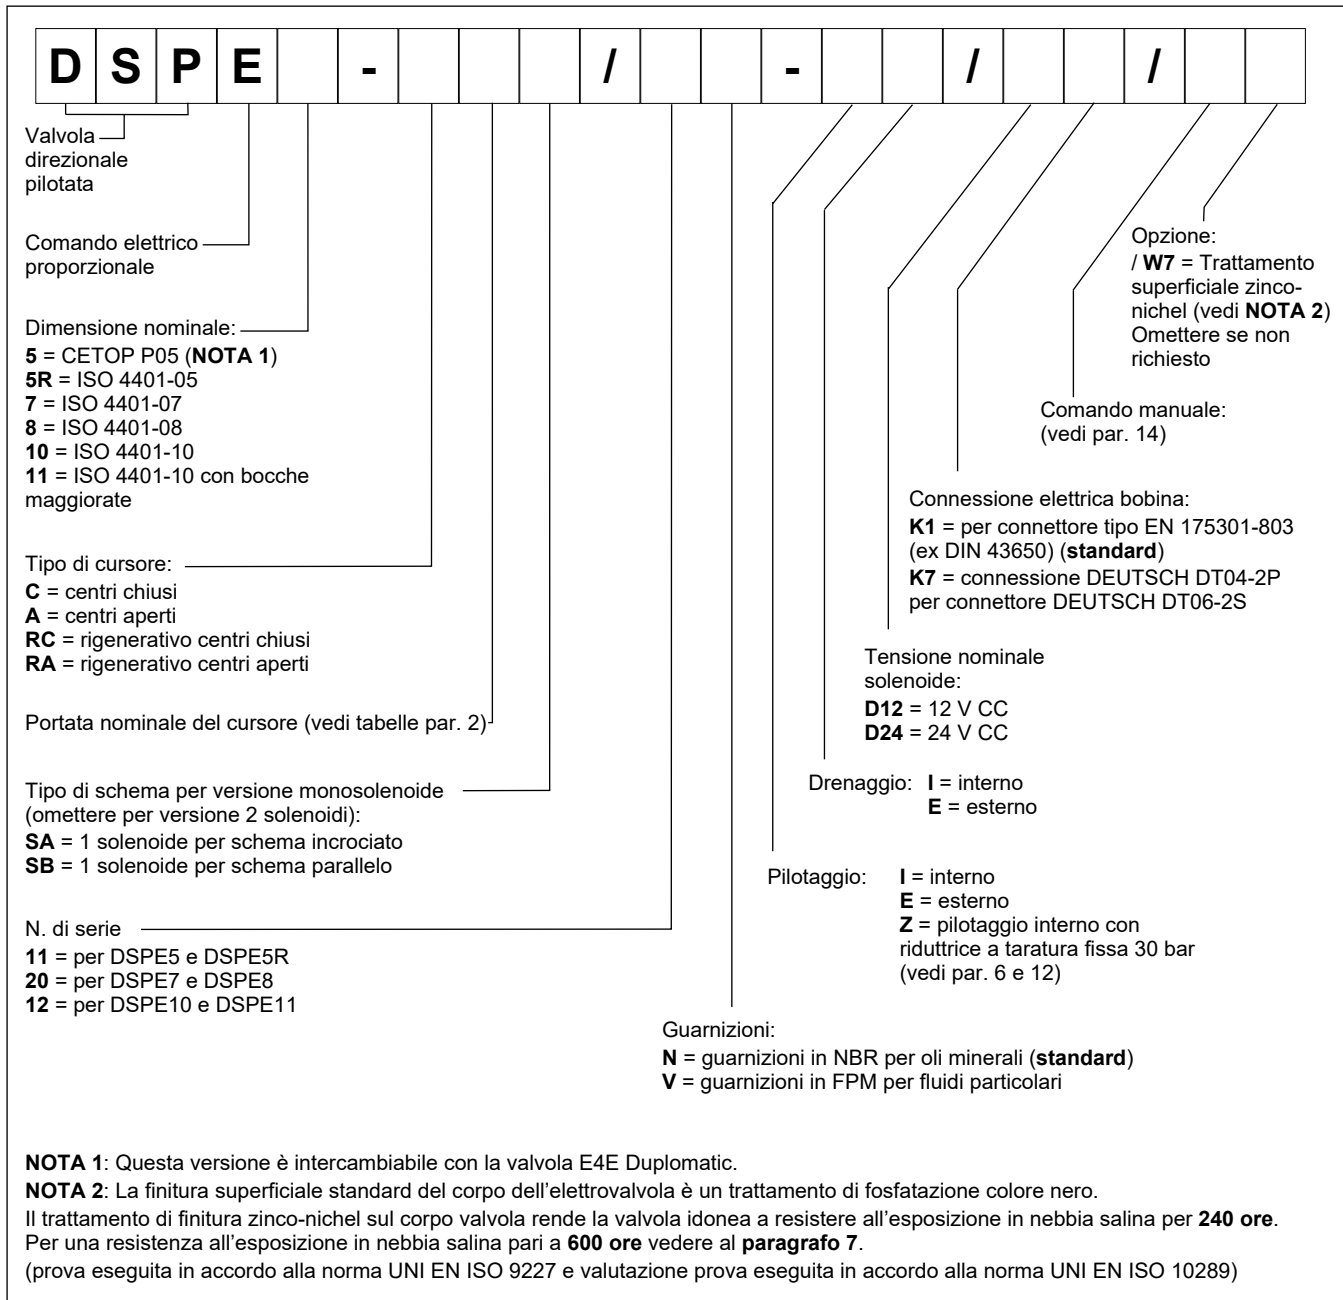 D S P E - / - / /
Valvola
direzionale
pilotata
Comando elettrico
proporzionale
Dimensione nominale:
5 = CETOP P05 (NOTA 1)
5R = ISO 4401-05
7 = ISO 4401-07
8 = ISO 4401-08
10 = ISO 4401-10
11 = ISO 4401-10 con bocche
maggiorate
Tipo di cursore:
C = centri chiusi
A = centri aperti
RC = rigenerativo centri chiusi
RA = rigenerativo centri aperti
Portata nominale del cursore (vedi tabelle par. 2)
Tipo di schema per versione monosolenoide
(omettere per versione 2 solenoidi):
SA = 1 solenoide per schema incrociato
SB = 1 solenoide per schema parallelo
N. di serie
11 = per DSPE5 e DSPE5R
20 = per DSPE7 e DSPE8
12 = per DSPE10 e DSPE11
Opzione:
/ W7 = Trattamento
superficiale zinco-
nichel (vedi NOTA 2)
Omettere se non
richiesto
Comando manuale:
(vedi par. 14)
Connessione elettrica bobina:
K1 = per connettore tipo EN 175301-803
(ex DIN 43650) (standard)
K7 = connessione DEUTSCH DT04-2P
per connettore DEUTSCH DT06-2S
Tensione nominale
solenoide:
D12 = 12 V CC
D24 = 24 V CC
Drenaggio: I = interno
E = esterno
Pilotaggio: I = interno
E = esterno
Z = pilotaggio interno con
riduttrice a taratura fissa 30 bar
(vedi par. 6 e 12)
Guarnizioni:
N = guarnizioni in NBR per oli minerali (standard)
V = guarnizioni in FPM per fluidi particolari
NOTA 1: Questa versione è intercambiabile con la valvola E4E Duplomatic.
NOTA 2: La finitura superficiale standard del corpo dell'elettrovalvola è un trattamento di fosfatazione colore nero.
Il trattamento di finitura zinco-nichel sul corpo valvola rende la valvola idonea a resistere all'esposizione in nebbia salina per 240 ore.
Per una resistenza all'esposizione in nebbia salina pari a 600 ore vedere al paragrafo 7.
(prova eseguita in accordo alla norma UNI EN ISO 9227 e valutazione prova eseguita in accordo alla norma UNI EN ISO 10289)